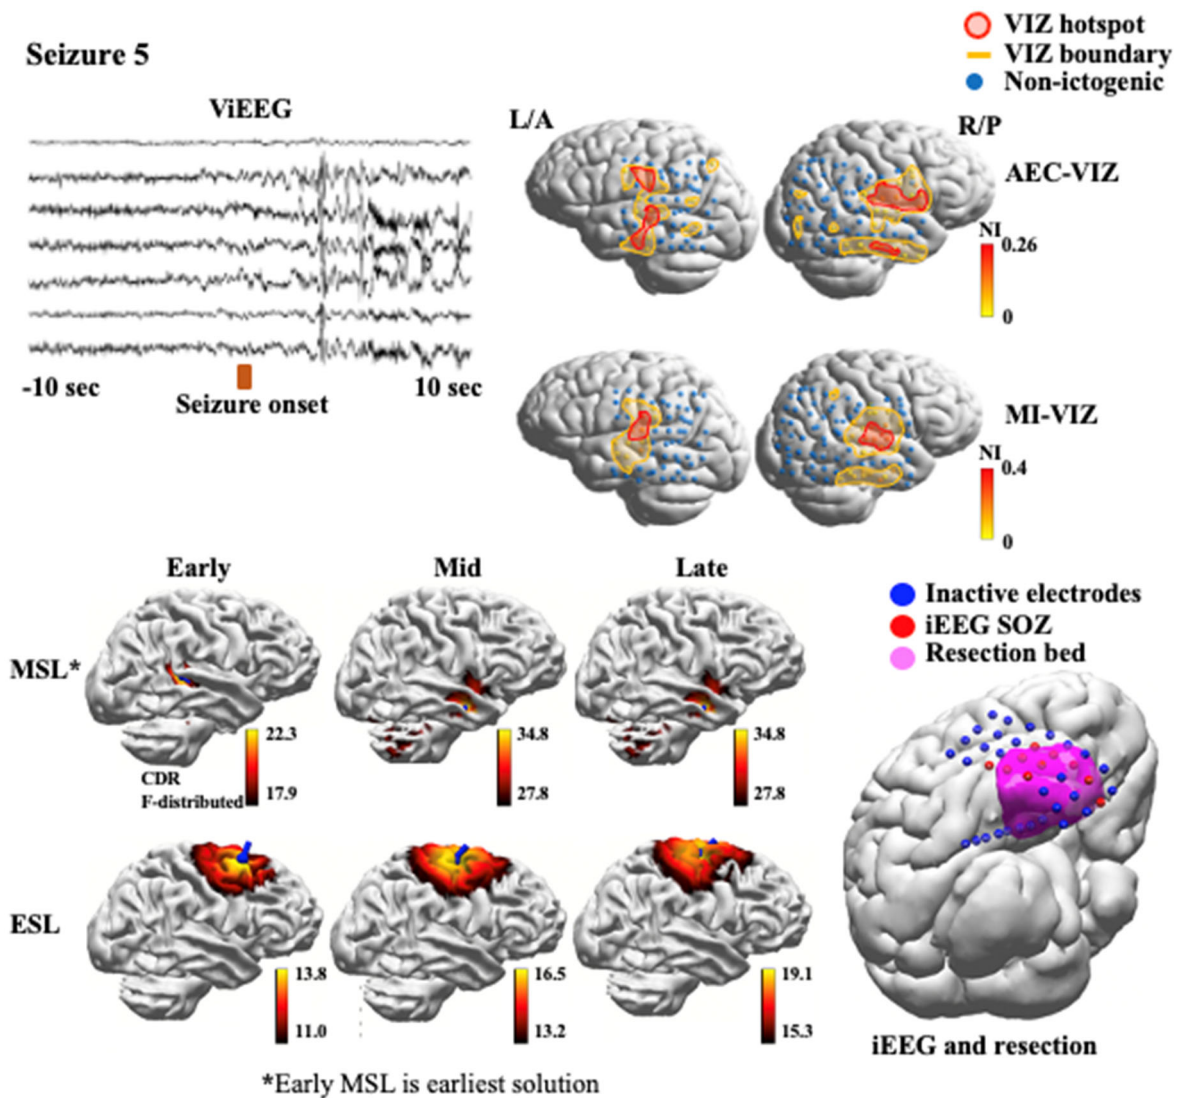 Seizure 5
ViEEG
-10 sec
10 sec
Seizure onset
VIZ hotspot
VIZ boundary
Non-ictogenic
L/A
R/P
AEC-VIZ
NI
0.26
0
MI-VIZ
NI
0.4
0
Early
Mid
Late
MSL*
CDR
F-distributed
22.3
17.9
34.8
27.8
34.8
27.8
ESL
13.8
11.0
16.5
13.2
19.1
15.3
*Early MSL is earliest solution
Inactive electrodes
iEEG SOZ
Resection bed
iEEG and resection